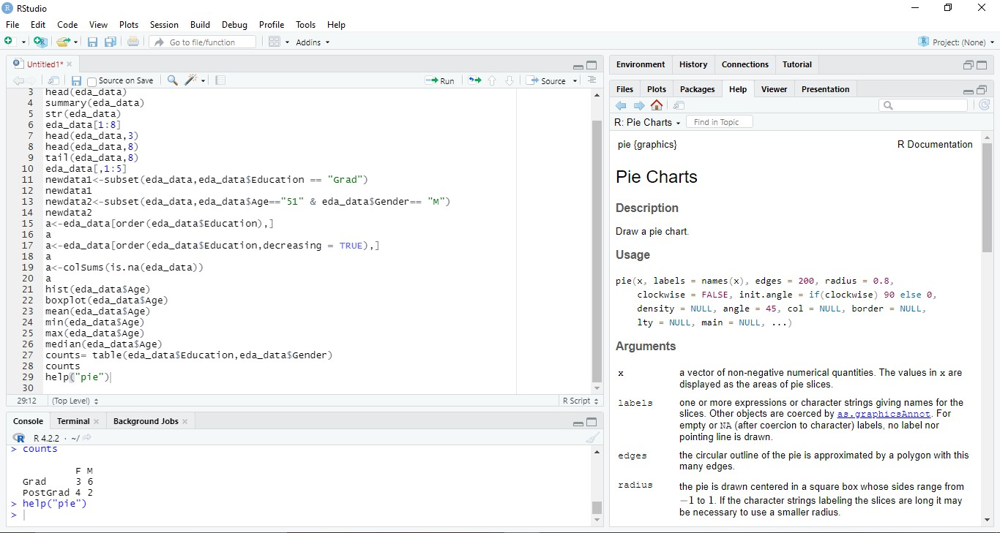 RStudio
File Edit Code View Plots Session Build Debug Profile Tools Help
Go to file/function Addins Project: (None)
Untitled1*
Source on Save Run Source
3 head(eda_data)
4 summary(eda_data)
5 str(eda_data)
6 eda_data[1:8]
7 head(eda_data,3)
8 head(eda_data,8)
9 tail(eda_data,8)
10 eda_data[,1:5]
11 newdata1<-subset(eda_data,eda_data$Education == "Grad")
12 newdata1
13 newdata2<-subset(eda_data,eda_data$Age=="51" & eda_data$Gender== "M")
14 newdata2
15 a<-eda_data[order(eda_data$Education),]
16 a
17 a<-eda_data[order(eda_data$Education,decreasing = TRUE),]
18 a
19 a<-colSums(is.na(eda_data))
20 a
21 hist(eda_data$Age)
22 boxplot(eda_data$Age)
23 mean(eda_data$Age)
24 min(eda_data$Age)
25 max(eda_data$Age)
26 median(eda_data$Age)
27 counts= table(eda_data$Education,eda_data$Gender)
28 counts
29 help("pie")
30
29:12 (Top Level) R Script
Console Terminal Background Jobs
R R 4.2.2 · ~/
> counts
F M
Grad 3 6
PostGrad 4 2
> help("pie")
>
Environment History Connections Tutorial
Files Plots Packages Help Viewer Presentation
R: Pie Charts Find in Topic
pie {graphics} R Documentation
Pie Charts
Description
Draw a pie chart.
Usage
pie(x, labels = names(x), edges = 200, radius = 0.8,
clockwise = FALSE, init.angle = if(clockwise) 90 else 0,
density = NULL, angle = 45, col = NULL, border = NULL,
lty = NULL, main = NULL, ...)
Arguments
x a vector of non-negative numerical quantities. The values in x are
displayed as the areas of pie slices.
labels one or more expressions or character strings giving names for the
slices. Other objects are coerced by as.graphicsAnnot. For
empty or NA (after coercion to character) labels, no label nor
pointing line is drawn.
edges the circular outline of the pie is approximated by a polygon with this
many edges.
radius the pie is drawn centered in a square box whose sides range from
−1 to 1. If the character strings labeling the slices are long it may
be necessary to use a smaller radius.